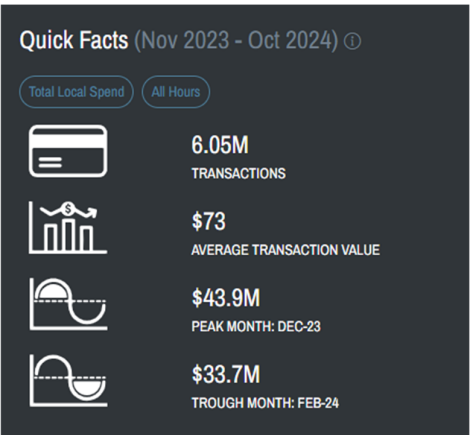 Quick Facts (Nov 2023 - Oct 2024)
Total Local Spend
All Hours
6.05M
TRANSACTIONS
$
$73
AVERAGE TRANSACTION VALUE
$43.9M
PEAK MONTH: DEC-23
$33.7M
TROUGH MONTH: FEB-24